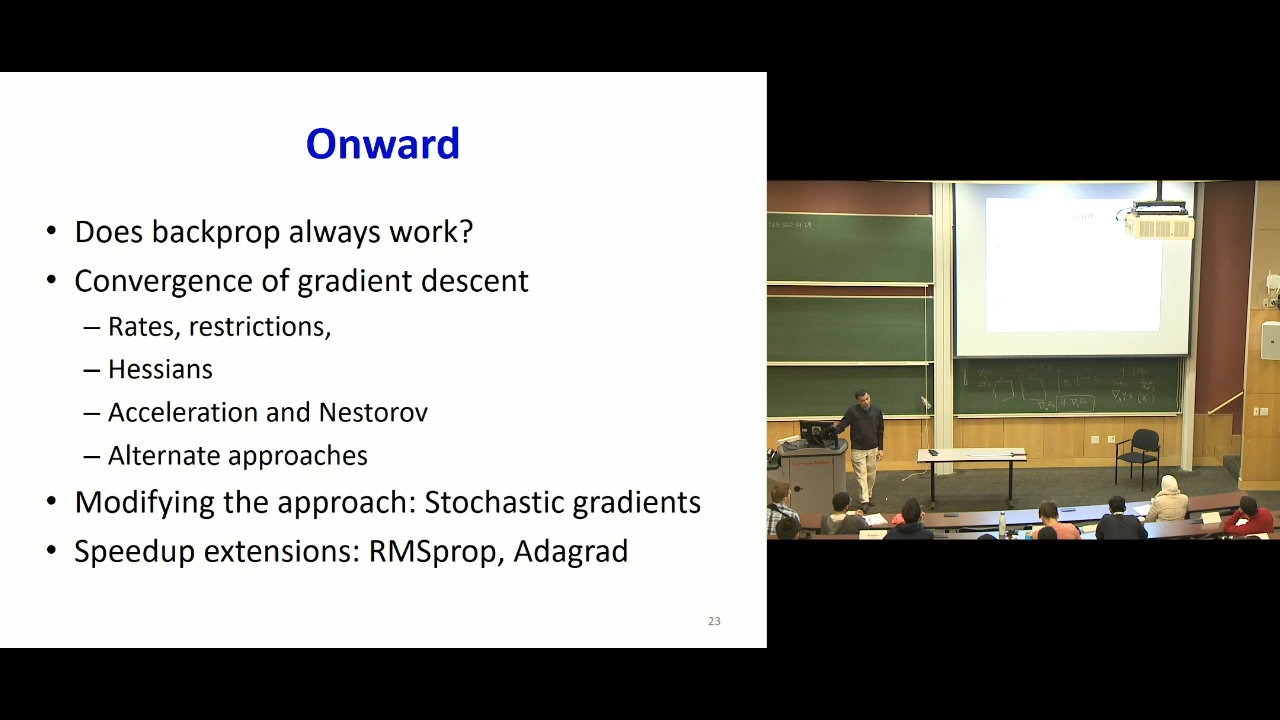 Onward
• Does backprop always work?
• Convergence of gradient descent
– Rates, restrictions,
– Hessians
– Acceleration and Nestorov
– Alternate approaches
• Modifying the approach: Stochastic gradients
• Speedup extensions: RMSprop, Adagrad
23